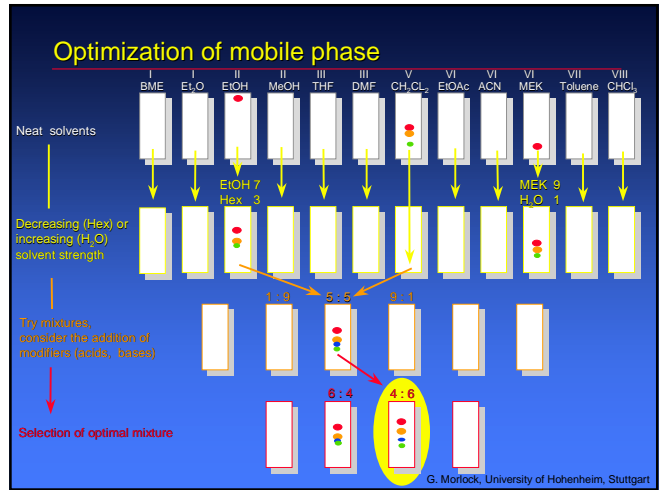 Optimization of mobile phase
I I II II III III V VI VI VI VII VIII
BME Et₂O EtOH MeOH THF DMF CH₂CL₂ EtOAc ACN MEK Toluene CHCl₃
Neat solvents
EtOH 7 MEK 9
Hex 3 H₂O 1
Decreasing (Hex) or
increasing (H₂O)
solvent strength
1 : 9 5 : 5 9 : 1
Try mixtures,
consider the addition of
modifiers (acids, bases)
6 : 4 4 : 6
Selection of optimal mixture
G. Morlock, University of Hohenheim, Stuttgart